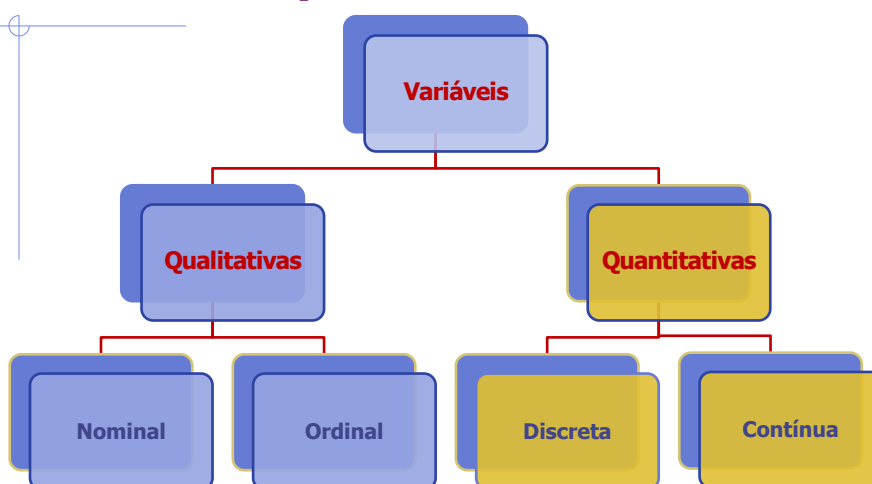 Variáveis
Qualitativas
Quantitativas
Nominal
Ordinal
Discreta
Contínua